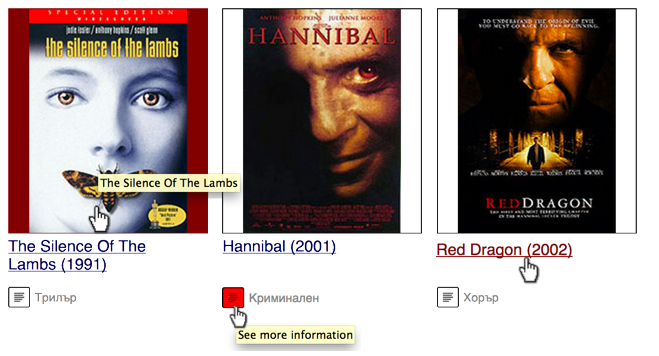 SPECIAL EDITION
WIDESCREEN
jodie foster / anthony hopkins / scott glenn
the silence of the lambs
The Silence Of The Lambs
The Silence Of The
Lambs (1991)
Трилър
ANTHONY HOPKINS JULIANNE MOORE
HANNIBAL
Hannibal (2001)
Криминален
See more information
TO UNDERSTAND THE ORIGIN OF EVIL,
YOU MUST GO BACK TO THE BEGINNING.
RED DRAGON
THE FIRST AND MOST TERRIFYING CHAPTER
IN THE HANNIBAL LECTER TRILOGY
Red Dragon (2002)
Хорър